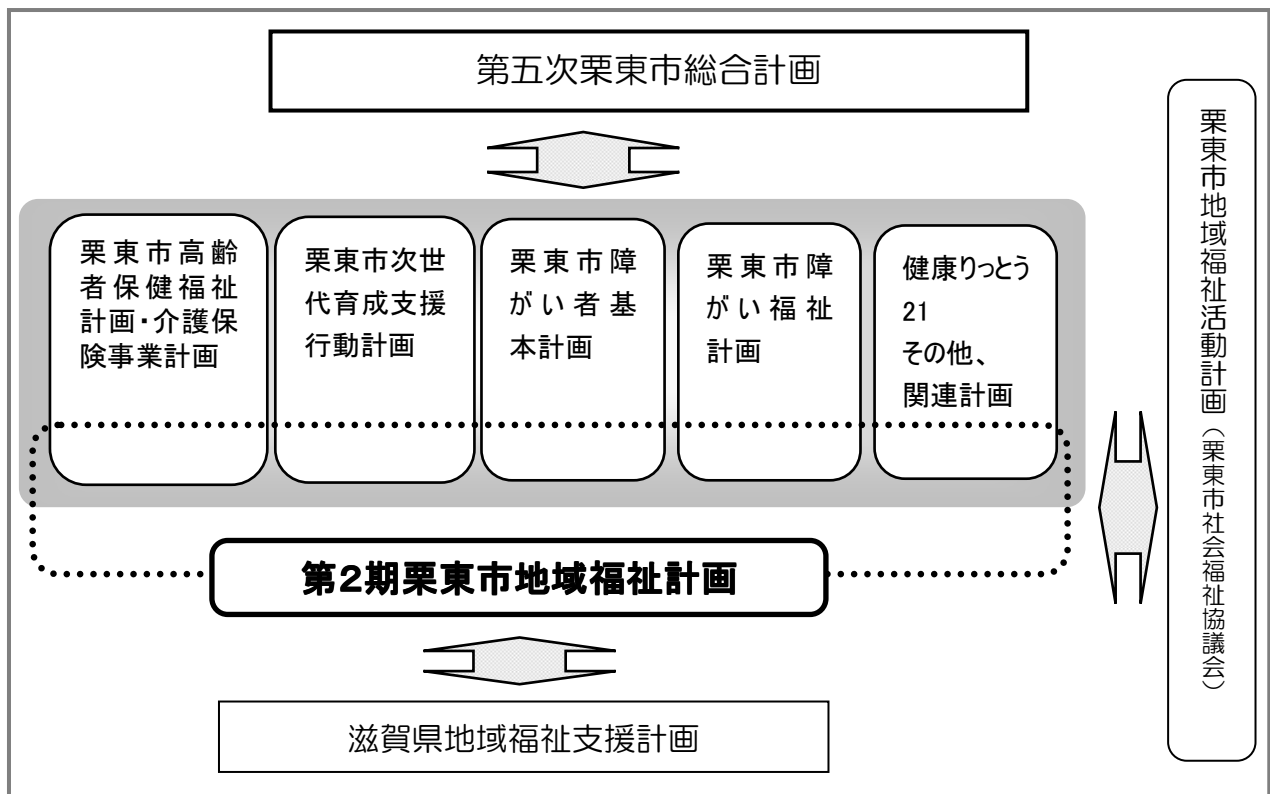 第五次栗東市総合計画
栗東市高齢
者保健福祉
計画・介護保
険事業計画
栗東市次世
代育成支援
行動計画
栗東市障
がい者基
本計画
栗東市障
がい福祉
計画
健康りっとう
21
その他、
関連計画
第2期栗東市地域福祉計画
滋賀県地域福祉支援計画
栗東市地域福祉活動計画（栗東市社会福祉協議会）